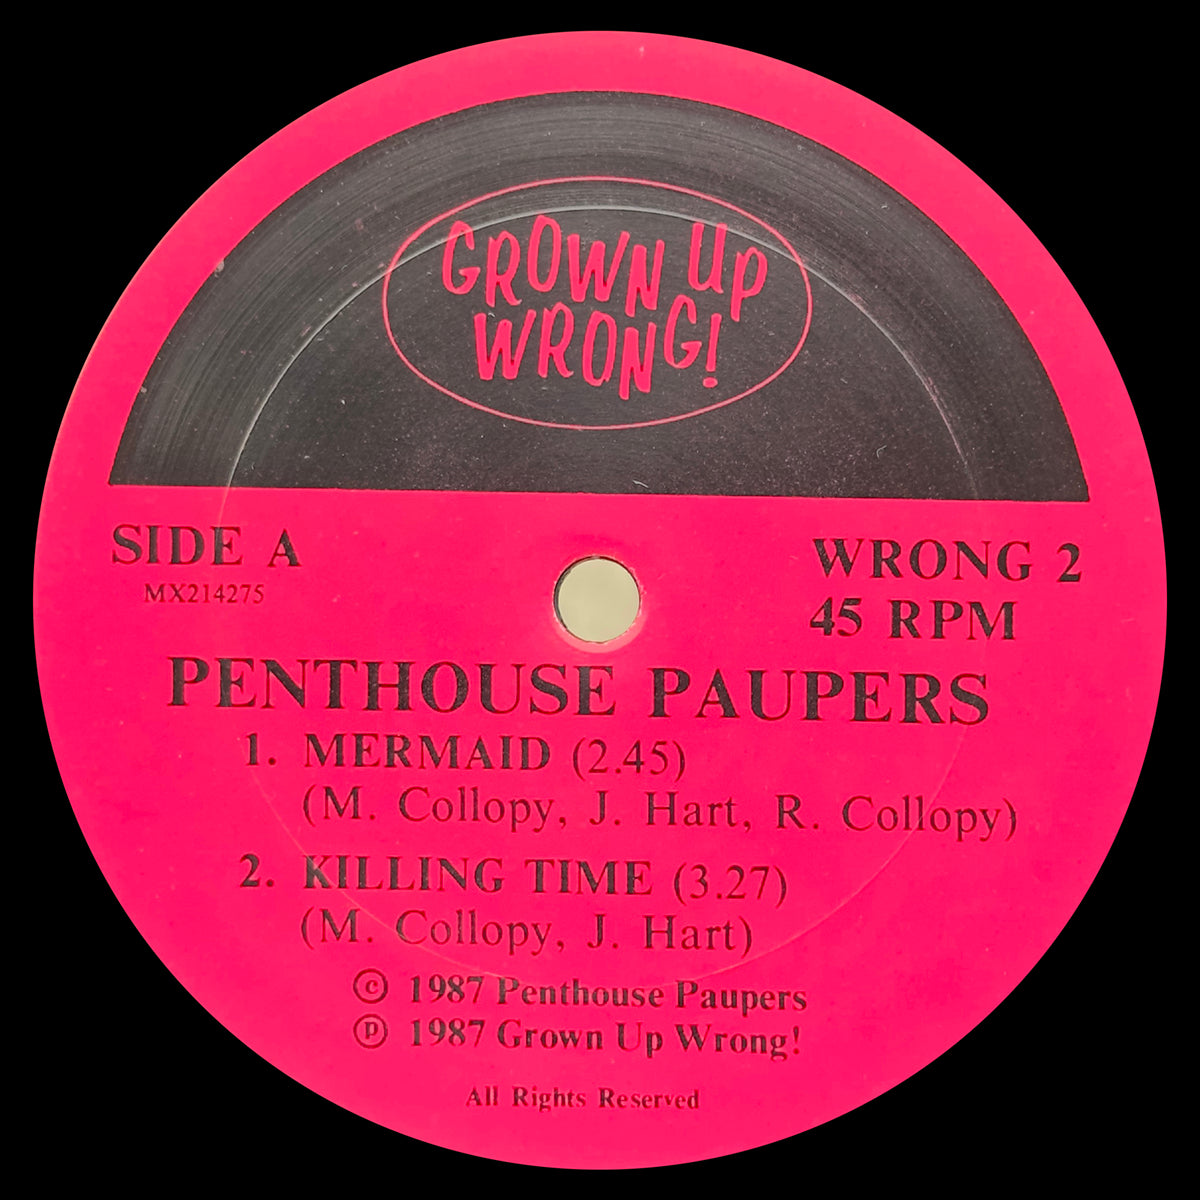 GROWN UP
WRONG!
SIDE A
MX214275
WRONG 2
45 RPM
PENTHOUSE PAUPERS
1. MERMAID (2.45)
(M. Collopy, J. Hart, R. Collopy)
2. KILLING TIME (3.27)
(M. Collopy, J. Hart)
© 1987 Penthouse Paupers
℗ 1987 Grown Up Wrong!
All Rights Reserved